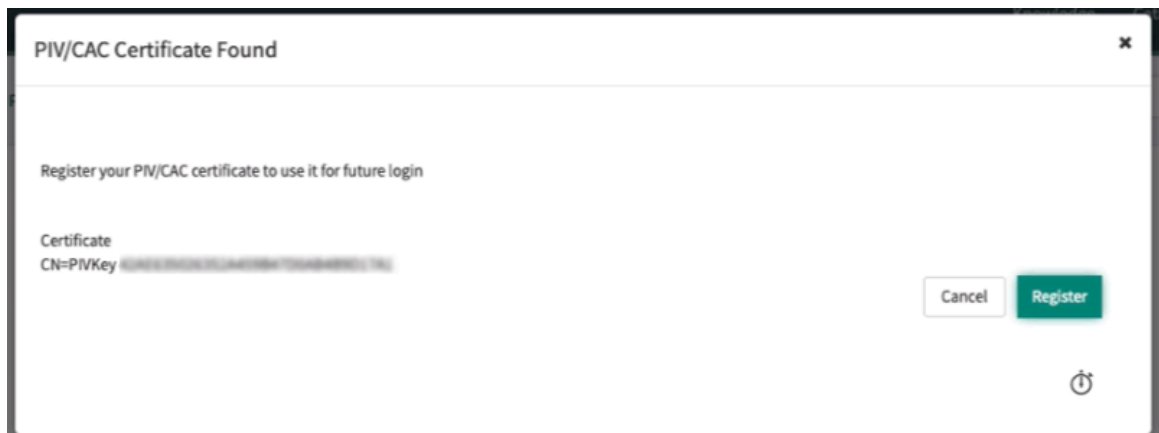 PIV/CAC Certificate Found
Register your PIV/CAC certificate to use it for future login
Certificate
CN=PIVKey
Cancel
Register